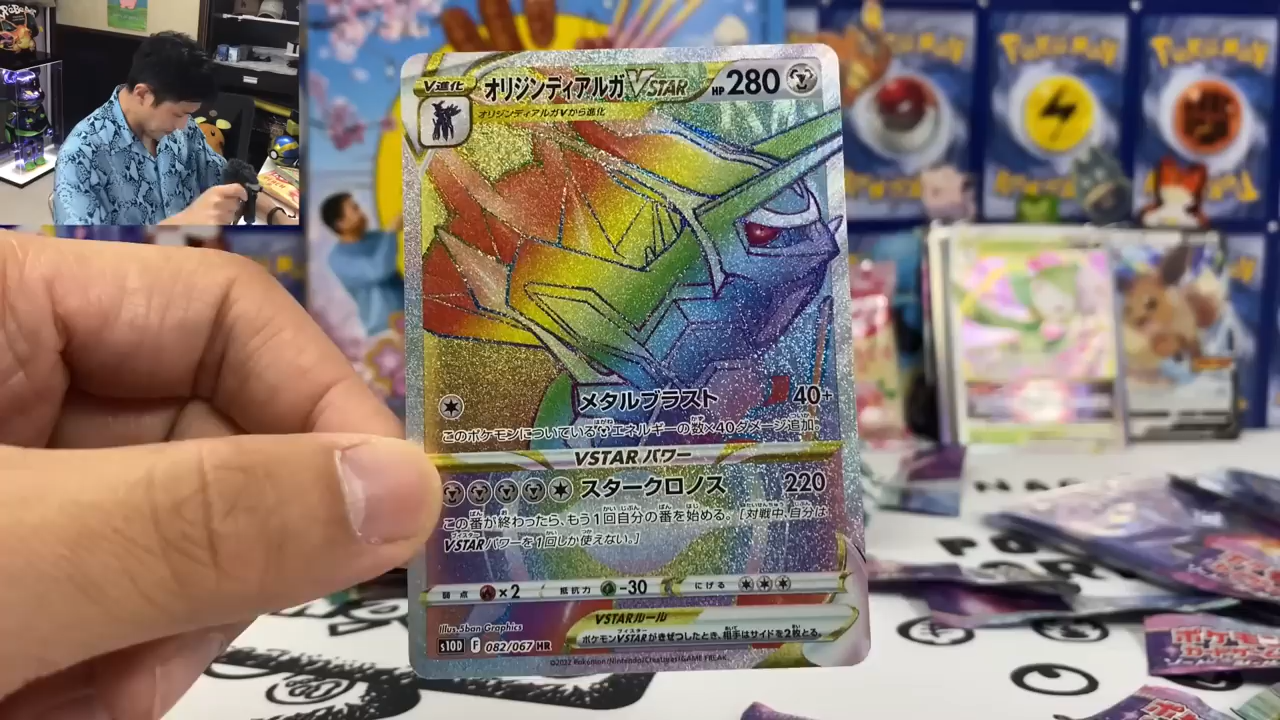 V進化
オリジンディアルガVSTAR
HP 280
オリジンディアルガVから進化
メタルブラスト 40+
このポケモンについているエネルギーの数×40ダメージ追加。
VSTARパワー
スタークロノス 220
この番が終わったら、もう1回自分の番を始める。[対戦中、自分は
VSTARパワーを1回しか使えない。]
弱点 ×2 抵抗力 -30 にげる
VSTARルール
ポケモンVSTARがきぜつしたとき、相手はサイドを2枚とる。
Illus. 5ban Graphics
s10D F 082/067 HR
©2022 Pokémon/Nintendo/Creatures/GAME FREAK.
Pokémon
Pokémon
Pokémon